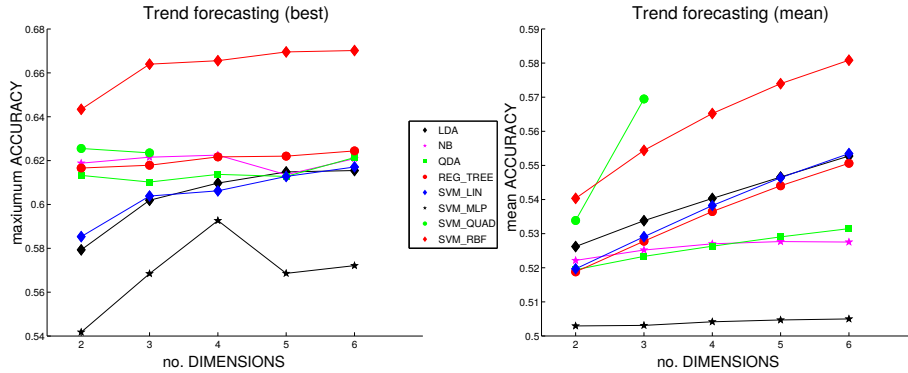 Trend forecasting (best)
0.68
0.66
0.64
0.62
0.6
0.58
0.56
0.54
maxiumum ACCURACY
2 3 4 5 6
no. DIMENSIONS
LDA
NB
QDA
REG_TREE
SVM_LIN
SVM_MLP
SVM_QUAD
SVM_RBF
Trend forecasting (mean)
0.59
0.58
0.57
0.56
0.55
0.54
0.53
0.52
0.51
0.5
mean ACCURACY
2 3 4 5 6
no. DIMENSIONS